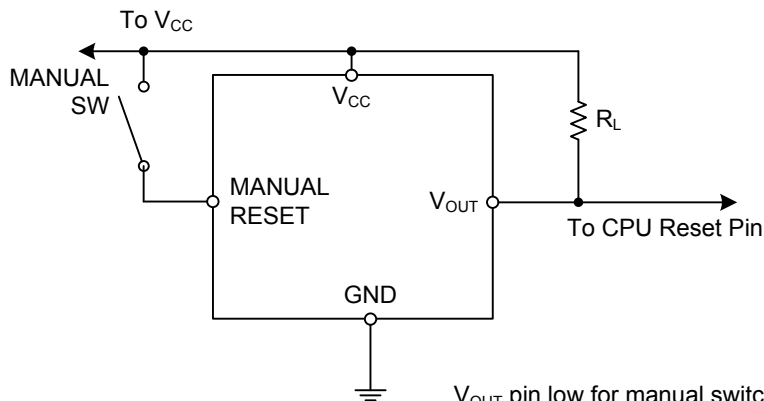 To VCC
MANUAL
SW
VCC
RL
MANUAL
RESET
VOUT
To CPU Reset Pin
GND
VOUT pin low for manual